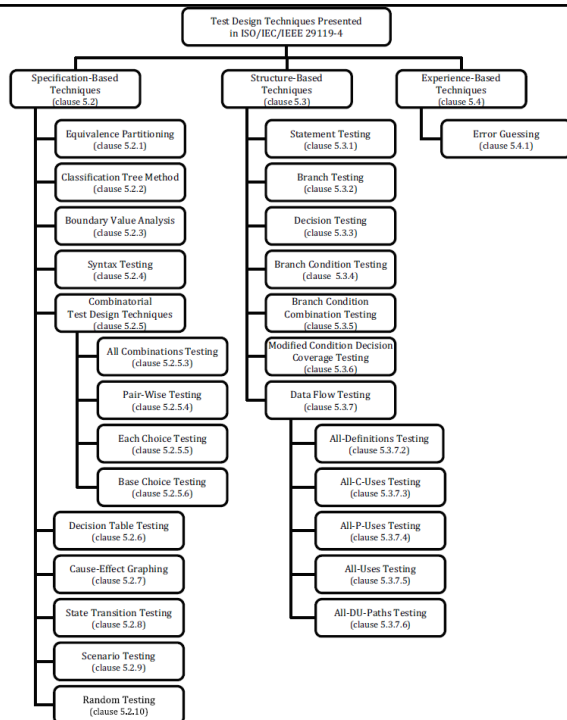 Test Design Techniques Presented
in ISO/IEC/IEEE 29119-4
Specification-Based
Techniques
(clause 5.2)
Equivalence Partitioning
(clause 5.2.1)
Classification Tree Method
(clause 5.2.2)
Boundary Value Analysis
(clause 5.2.3)
Syntax Testing
(clause 5.2.4)
Combinatorial
Test Design Techniques
(clause 5.2.5)
All Combinations Testing
(clause 5.2.5.3)
Pair-Wise Testing
(clause 5.2.5.4)
Each Choice Testing
(clause 5.2.5.5)
Base Choice Testing
(clause 5.2.5.6)
Decision Table Testing
(clause 5.2.6)
Cause-Effect Graphing
(clause 5.2.7)
State Transition Testing
(clause 5.2.8)
Scenario Testing
(clause 5.2.9)
Random Testing
(clause 5.2.10)
Structure-Based
Techniques
(clause 5.3)
Statement Testing
(clause 5.3.1)
Branch Testing
(clause 5.3.2)
Decision Testing
(clause 5.3.3)
Branch Condition Testing
(clause 5.3.4)
Branch Condition
Combination Testing
(clause 5.3.5)
Modified Condition Decision
Coverage Testing
(clause 5.3.6)
Data Flow Testing
(clause 5.3.7)
All-Definitions Testing
(clause 5.3.7.2)
All-C-Uses Testing
(clause 5.3.7.3)
All-P-Uses Testing
(clause 5.3.7.4)
All-Uses Testing
(clause 5.3.7.5)
All-DU-Paths Testing
(clause 5.3.7.6)
Experience-Based
Techniques
(clause 5.4)
Error Guessing
(clause 5.4.1)